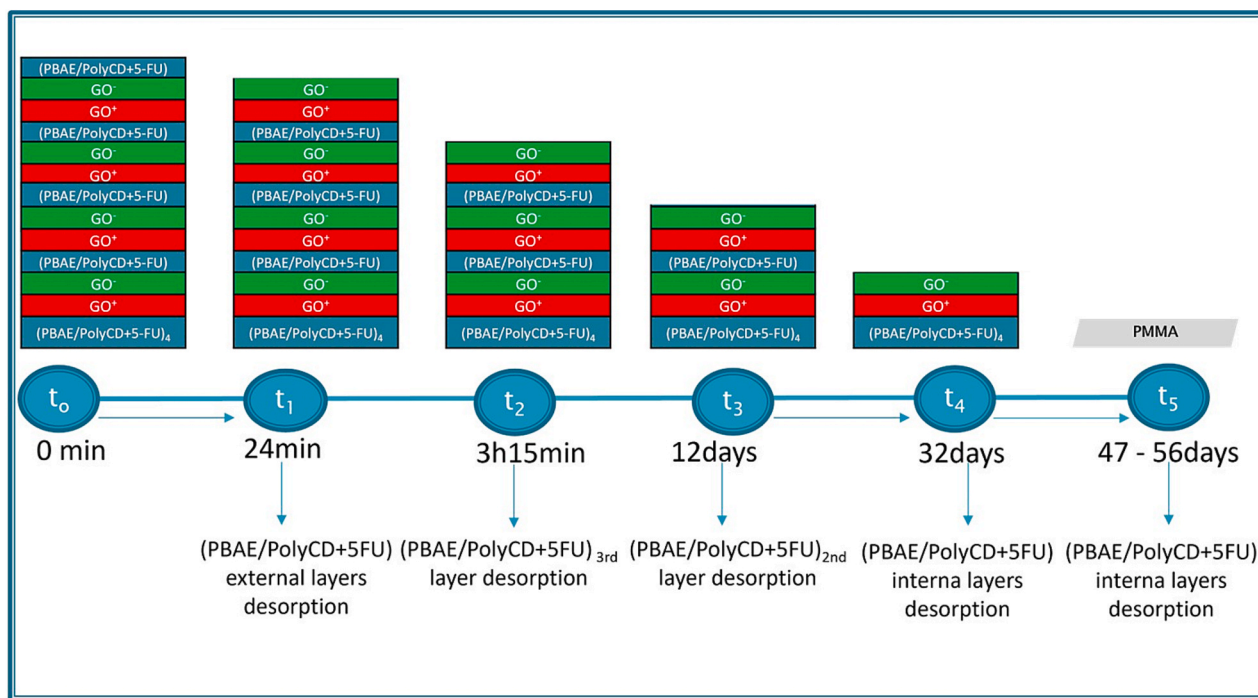 (PBAE/PolyCD+5-FU)
GO⁻
GO⁺
(PBAE/PolyCD+5-FU)
GO⁻
GO⁺
(PBAE/PolyCD+5-FU)
GO⁻
GO⁺
(PBAE/PolyCD+5-FU)
GO⁻
GO⁺
(PBAE/PolyCD+5-FU)₄
GO⁻
GO⁺
(PBAE/PolyCD+5-FU)
GO⁻
GO⁺
(PBAE/PolyCD+5-FU)
GO⁻
GO⁺
(PBAE/PolyCD+5-FU)
GO⁻
GO⁺
(PBAE/PolyCD+5-FU)₄
GO⁻
GO⁺
(PBAE/PolyCD+5-FU)
GO⁻
GO⁺
(PBAE/PolyCD+5-FU)
GO⁻
GO⁺
(PBAE/PolyCD+5-FU)₄
GO⁻
GO⁺
(PBAE/PolyCD+5-FU)
GO⁻
GO⁺
(PBAE/PolyCD+5-FU)₄
GO⁻
GO⁺
(PBAE/PolyCD+5-FU)₄
PMMA
tₒ
t₁
t₂
t₃
t₄
t₅
0 min
24min
3h15min
12days
32days
47 - 56days
(PBAE/PolyCD+5FU)
external layers
desorption
(PBAE/PolyCD+5FU) 3rd
layer desorption
(PBAE/PolyCD+5FU)2nd
layer desorption
(PBAE/PolyCD+5FU)
interna layers
desorption
(PBAE/PolyCD+5FU)
interna layers
desorption